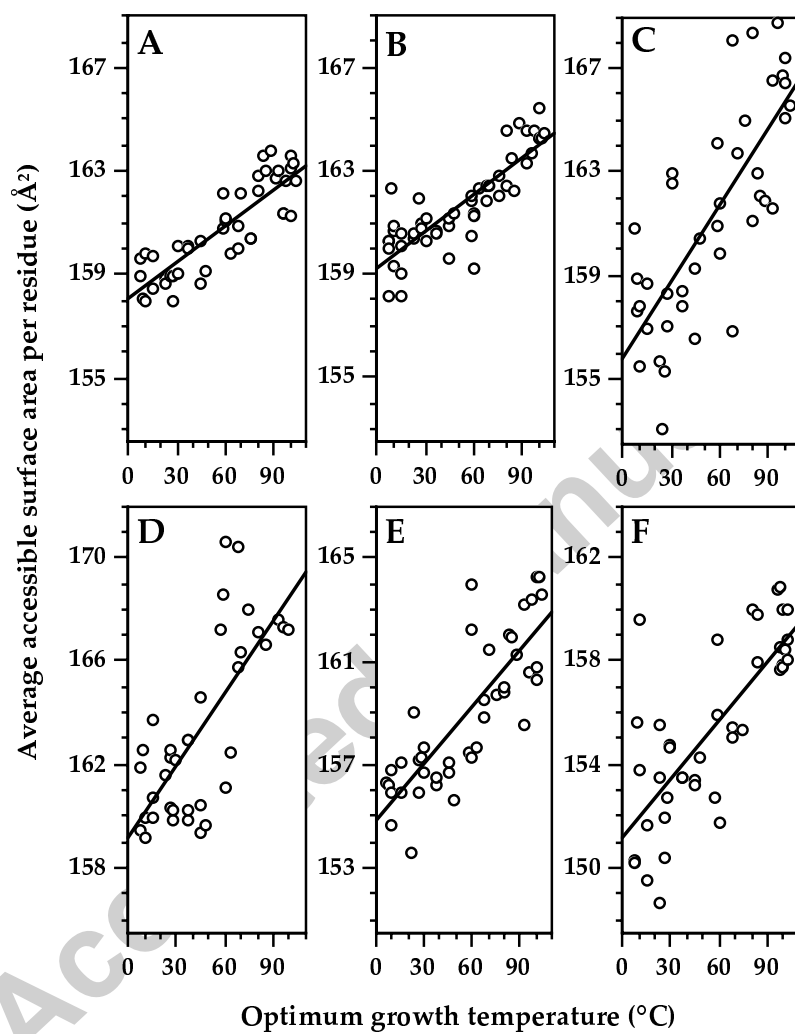 A
B
C
167
167
167
163
163
163
159
159
159
155
155
155
0 30 60 90
0 30 60 90
0 30 60 90
D
E
F
170
165
162
166
161
158
162
157
154
158
153
150
0 30 60 90
0 30 60 90
0 30 60 90
Average accessible surface area per residue (Å²)
Optimum growth temperature (°C)